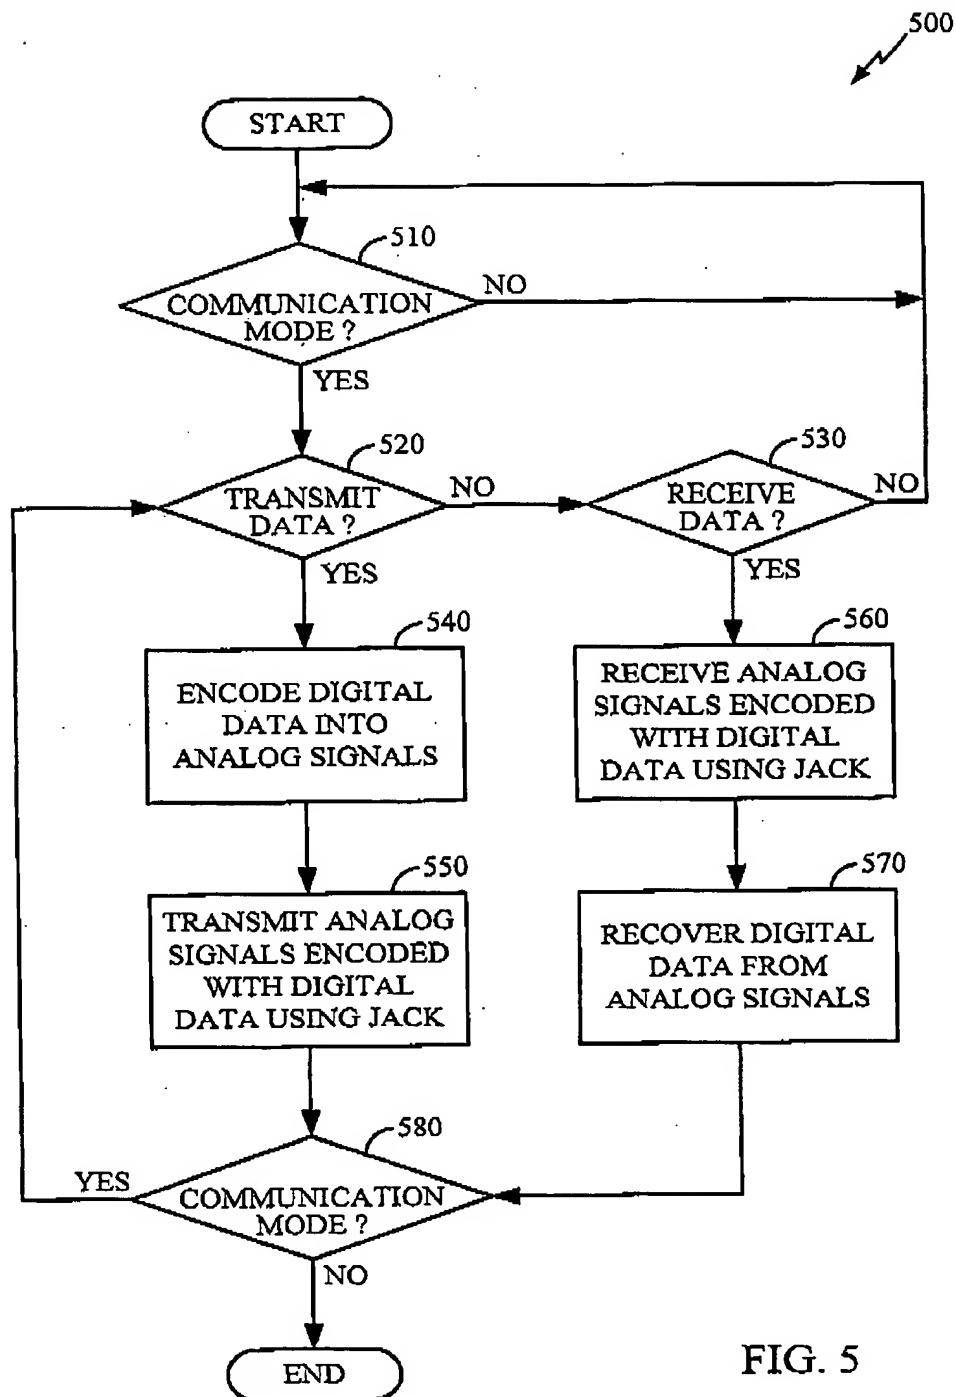 500
START
510
COMMUNICATION
MODE ?
NO
YES
520
TRANSMIT
DATA ?
NO
YES
530
RECEIVE
DATA ?
NO
YES
540
ENCODE DIGITAL
DATA INTO
ANALOG SIGNALS
560
RECEIVE ANALOG
SIGNALS ENCODED
WITH DIGITAL
DATA USING JACK
550
TRANSMIT ANALOG
SIGNALS ENCODED
WITH DIGITAL
DATA USING JACK
570
RECOVER DIGITAL
DATA FROM
ANALOG SIGNALS
580
COMMUNICATION
MODE ?
YES
NO
END
FIG. 5